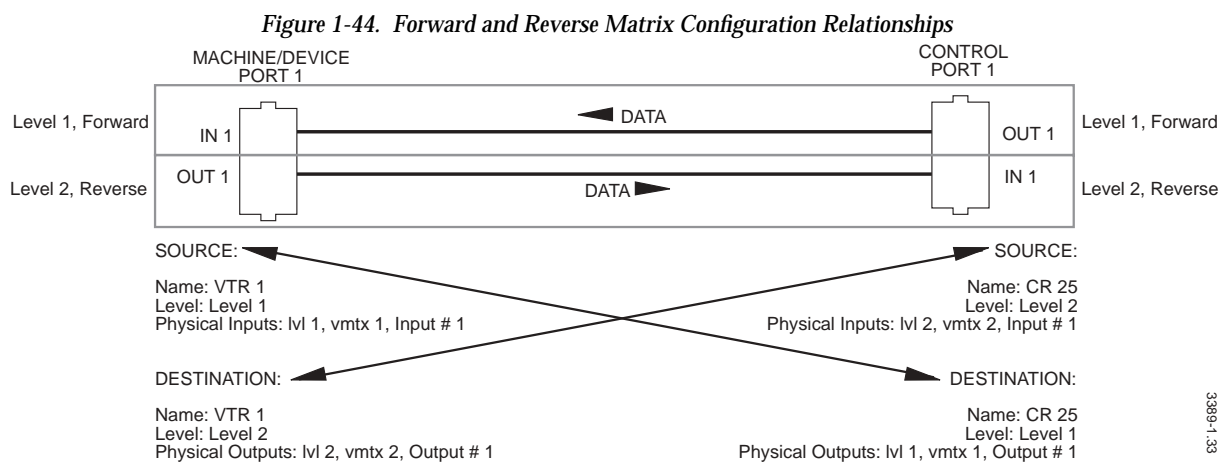 Figure 1-44. Forward and Reverse Matrix Configuration Relationships
MACHINE/DEVICE
PORT 1
CONTROL
PORT 1
Level 1, Forward
IN 1
DATA
OUT 1
Level 1, Forward
Level 2, Reverse
OUT 1
DATA
IN 1
Level 2, Reverse
SOURCE:
Name: VTR 1
Level: Level 1
Physical Inputs: lvl 1, vmtx 1, Input # 1
SOURCE:
Name: CR 25
Level: Level 2
Physical Inputs: lvl 2, vmtx 2, Input # 1
DESTINATION:
Name: VTR 1
Level: Level 2
Physical Outputs: lvl 2, vmtx 2, Output # 1
DESTINATION:
Name: CR 25
Level: Level 1
Physical Outputs: lvl 1, vmtx 1, Output # 1
3389-1.33